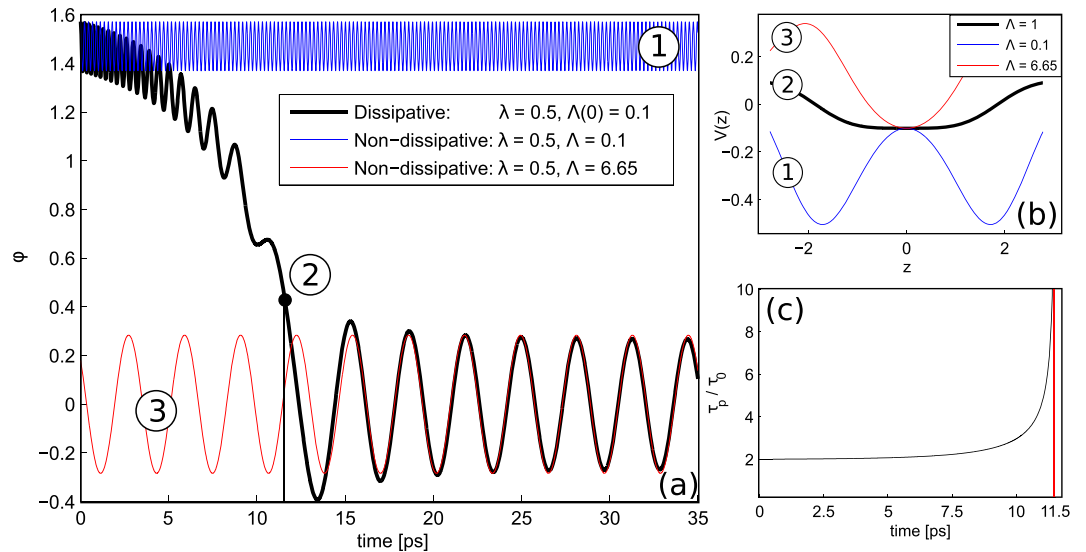 1.6
1.4
1.2
1
0.8
0.6
0.4
0.2
0
−0.2
−0.4
φ
0
5
10
15
20
25
30
35
time [ps]
1
2
3
(a)
Dissipative: λ = 0.5, Λ(0) = 0.1
Non-dissipative: λ = 0.5, Λ = 0.1
Non-dissipative: λ = 0.5, Λ = 6.65
0.2
0
−0.2
−0.4
V(z)
−2
0
2
z
3
2
1
(b)
Λ = 1
Λ = 0.1
Λ = 6.65
10
8
6
4
2
τp / τ0
(c)
0
2.5
5
7.5
10
11.5
time [ps]